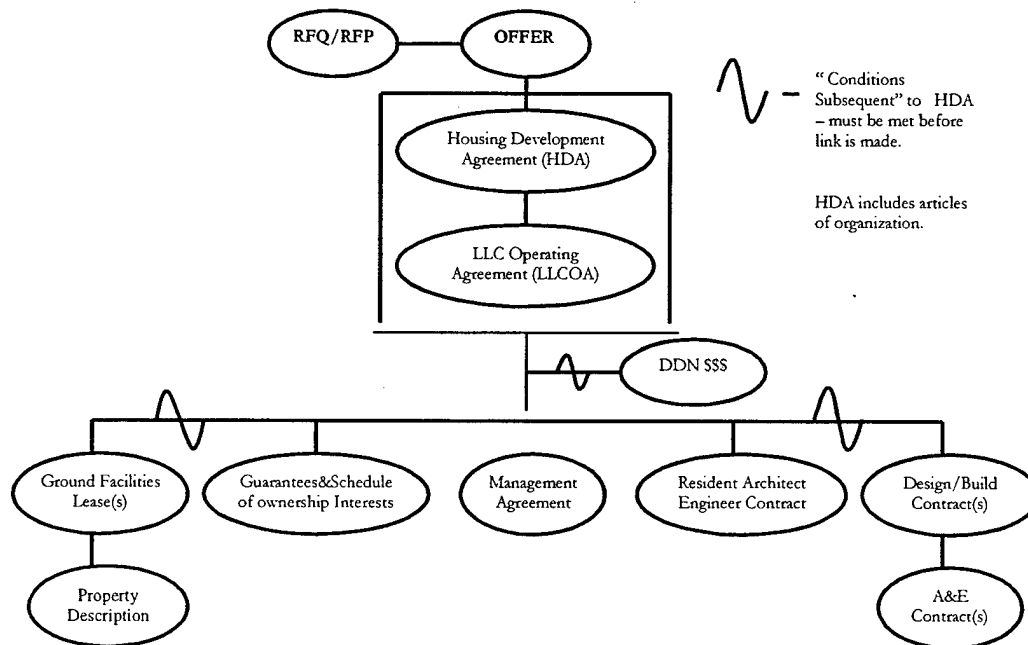 RFQ/RFP
OFFER
Housing Development
Agreement (HDA)
LLC Operating
Agreement (LLCOA)
DDN $$$
Ground Facilities
Lease(s)
Guarantees&Schedule
of ownership Interests
Management
Agreement
Resident Architect
Engineer Contract
Design/Build
Contract(s)
Property
Description
A&E
Contract(s)
“Conditions
Subsequent” to HDA
– must be met before
link is made.
HDA includes articles
of organization.